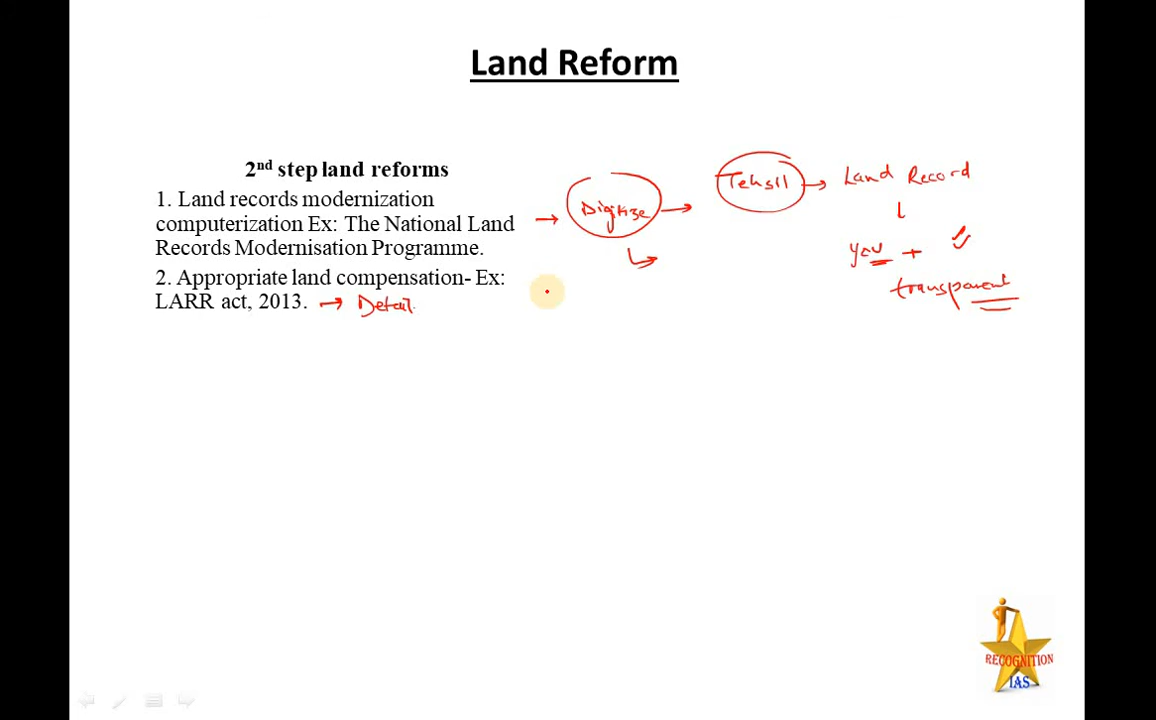 Land Reform
2nd step land reforms
1. Land records modernization
computerization Ex: The National Land
Records Modernisation Programme.
2. Appropriate land compensation- Ex:
LARR act, 2013. → Detail
→ Digitize → Tehsil → Land Record
you +
transparent
RECOGNITION
IAS